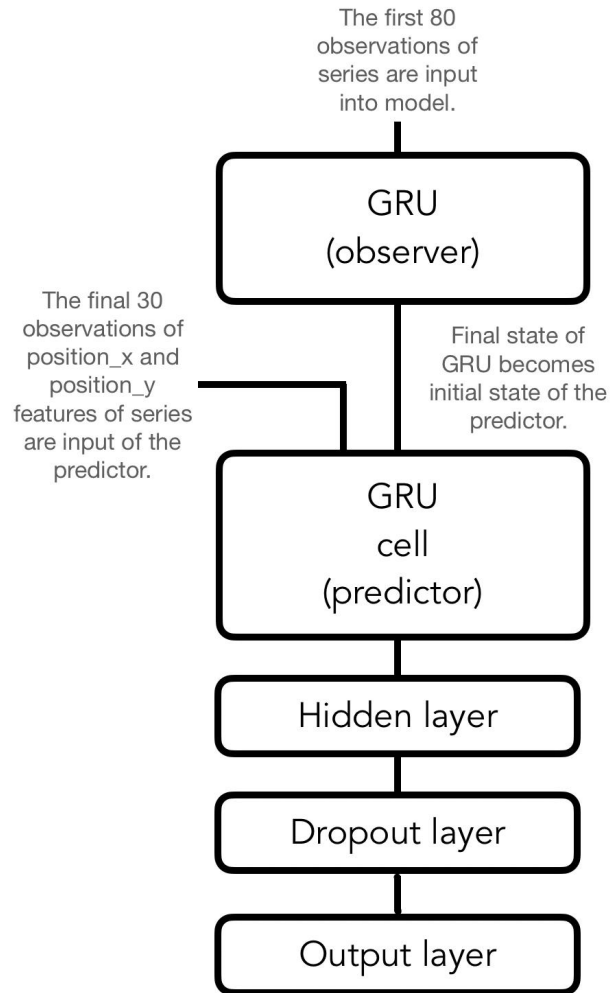 The first 80
observations of
series are input
into model.
GRU
(observer)
The final 30
observations of
position_x and
position_y
features of series
are input of the
predictor.
Final state of
GRU becomes
initial state of the
predictor.
GRU
cell
(predictor)
Hidden layer
Dropout layer
Output layer